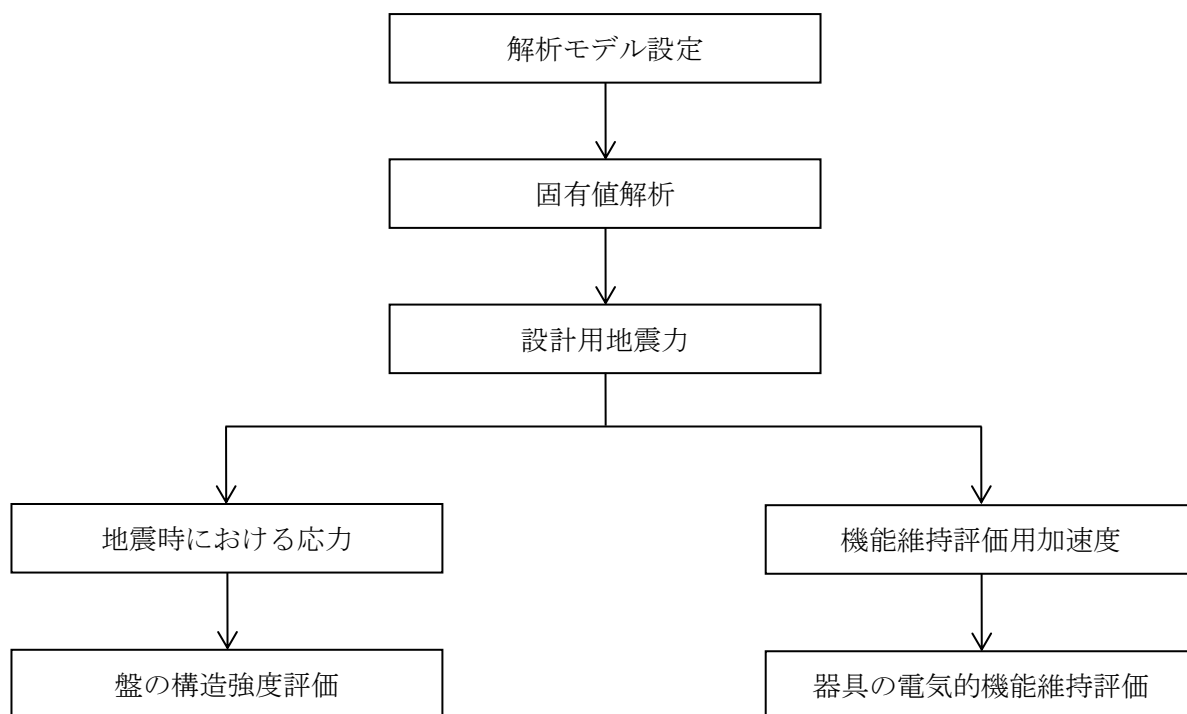 解析モデル設定
固有値解析
設計用地震力
地震時における応力
機能維持評価用加速度
盤の構造強度評価
器具の電気的機能維持評価